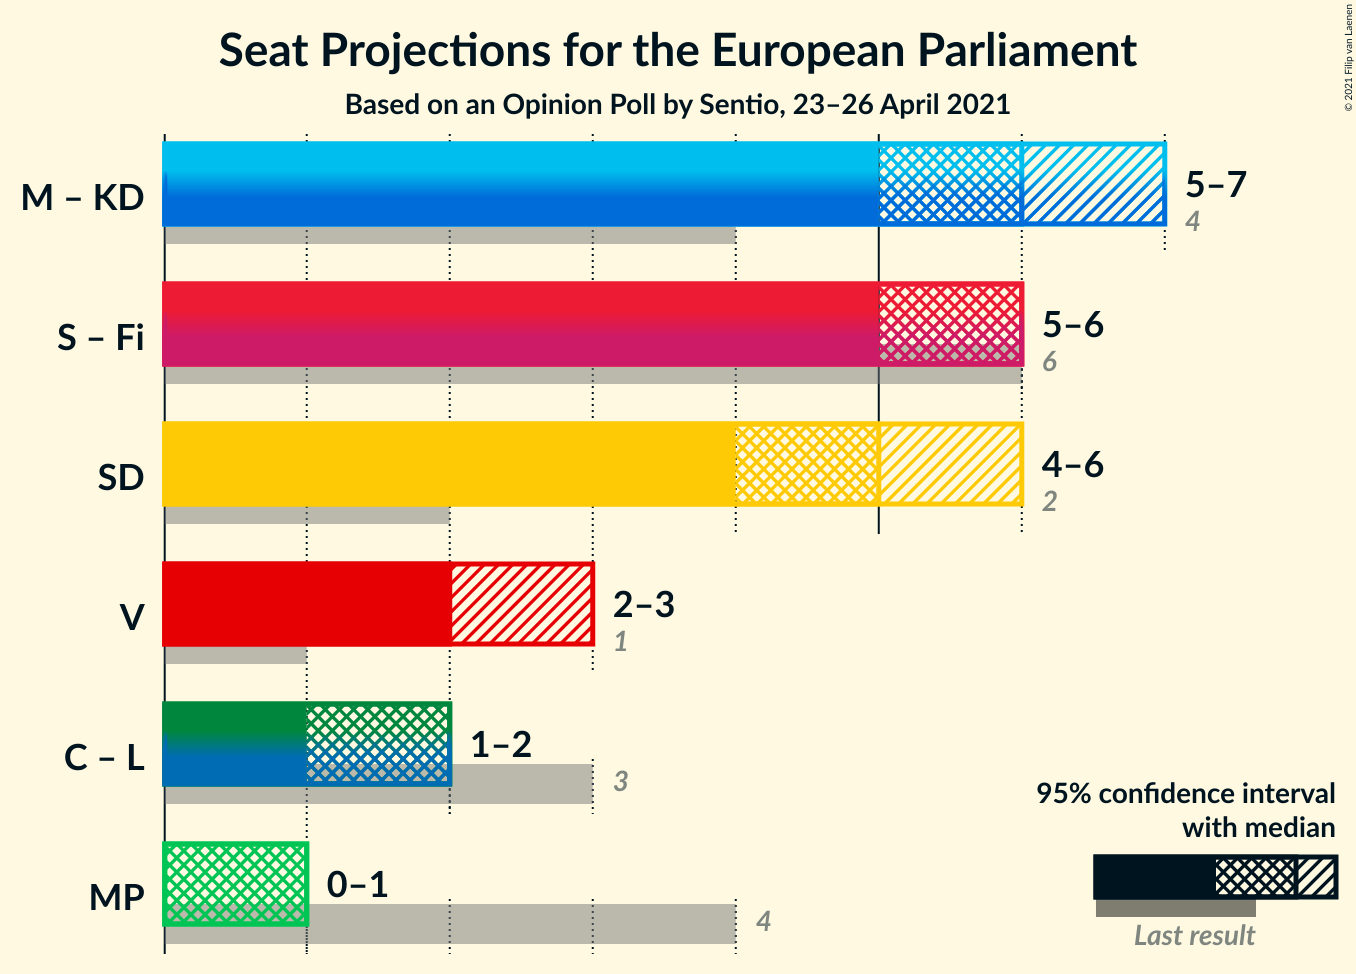 Seat Projections for the European Parliament
Based on an Opinion Poll by Sentio, 23–26 April 2021
© 2021 Filip van Laenen
M – KD
5–7
4
S – Fi
5–6
6
SD
4–6
2
V
2–3
1
C – L
1–2
3
MP
0–1
4
95% confidence interval
with median
Last result